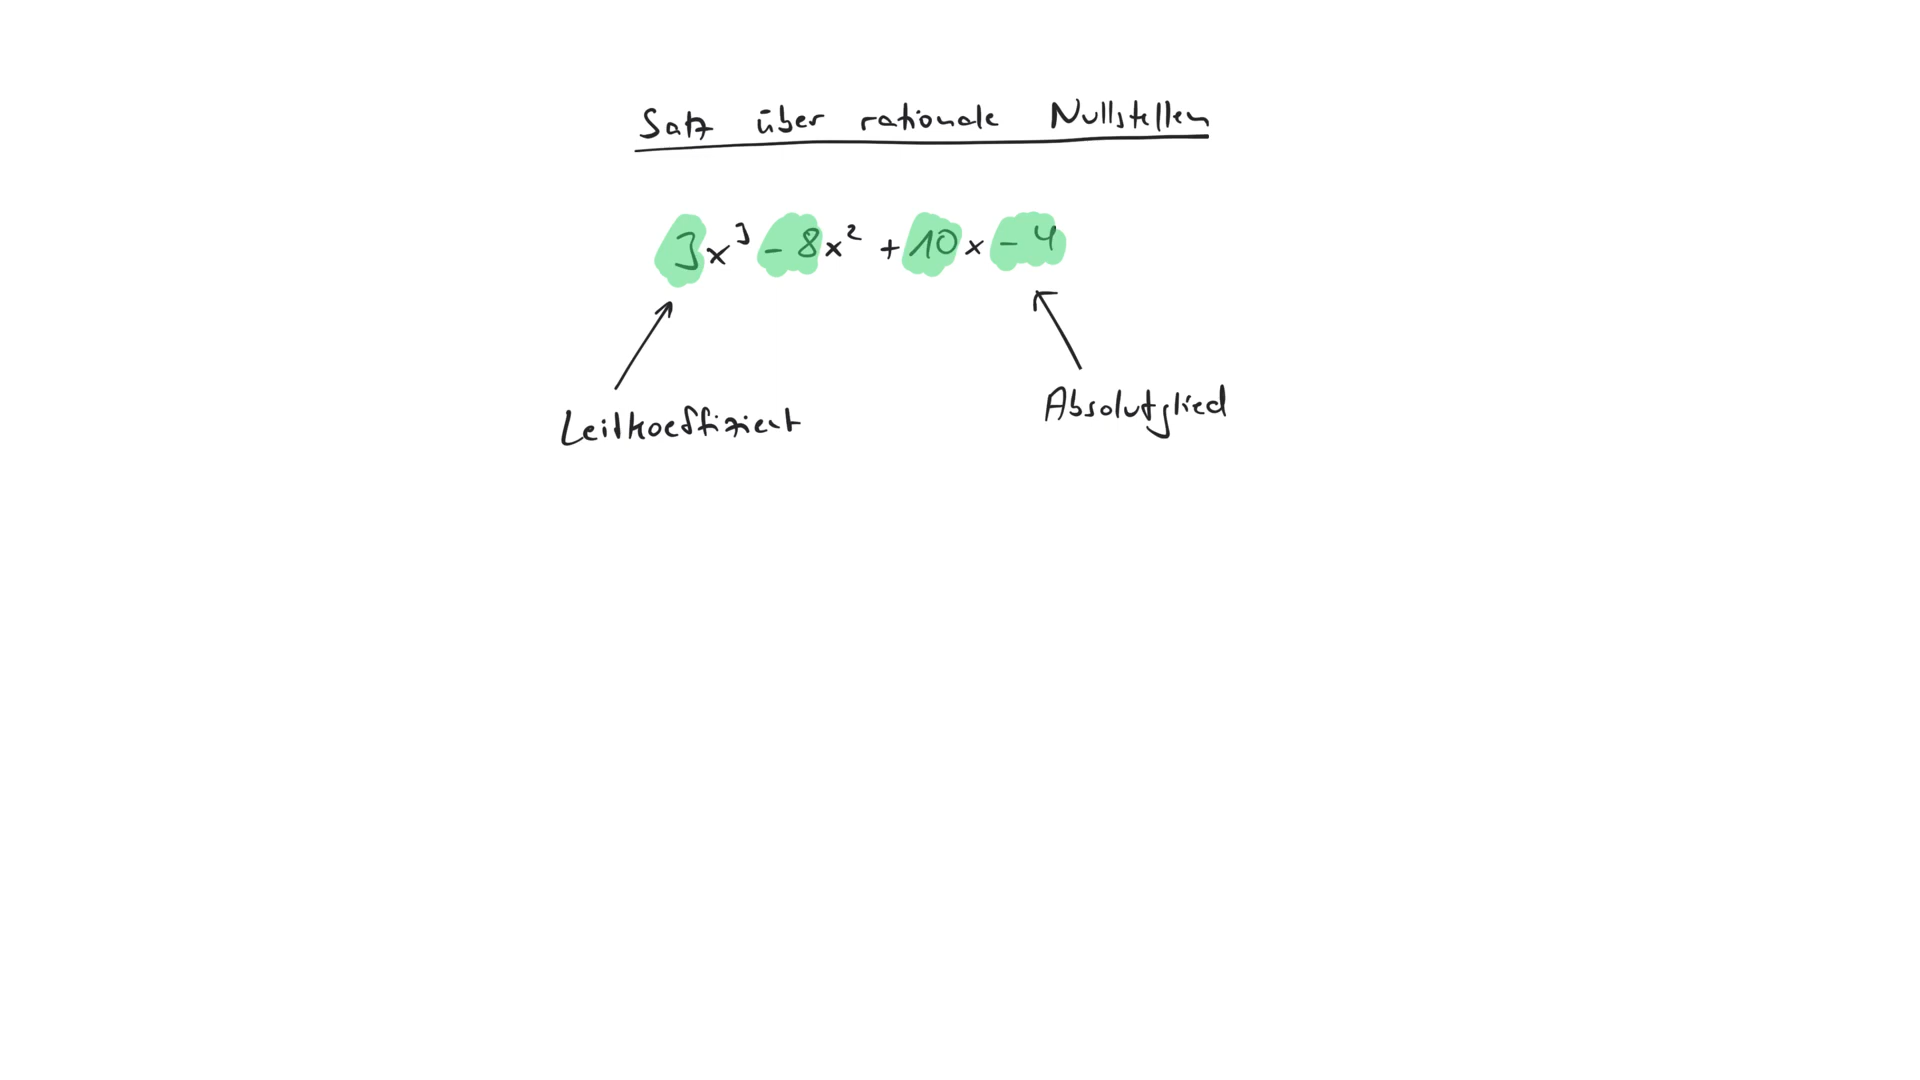 Satz über rationale Nullstellen
3x³ - 8x² + 10x - 4
Leitkoeffizient
Absolutglied